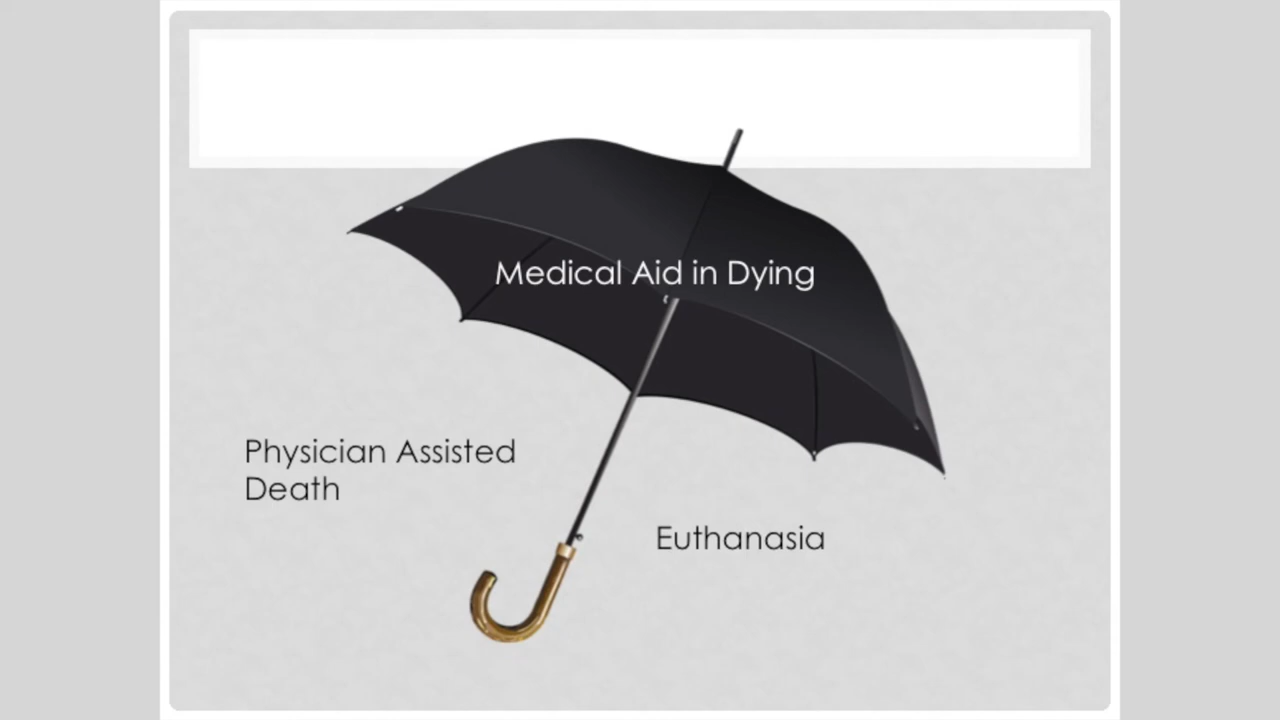 Medical Aid in Dying
Physician Assisted
Death
Euthanasia